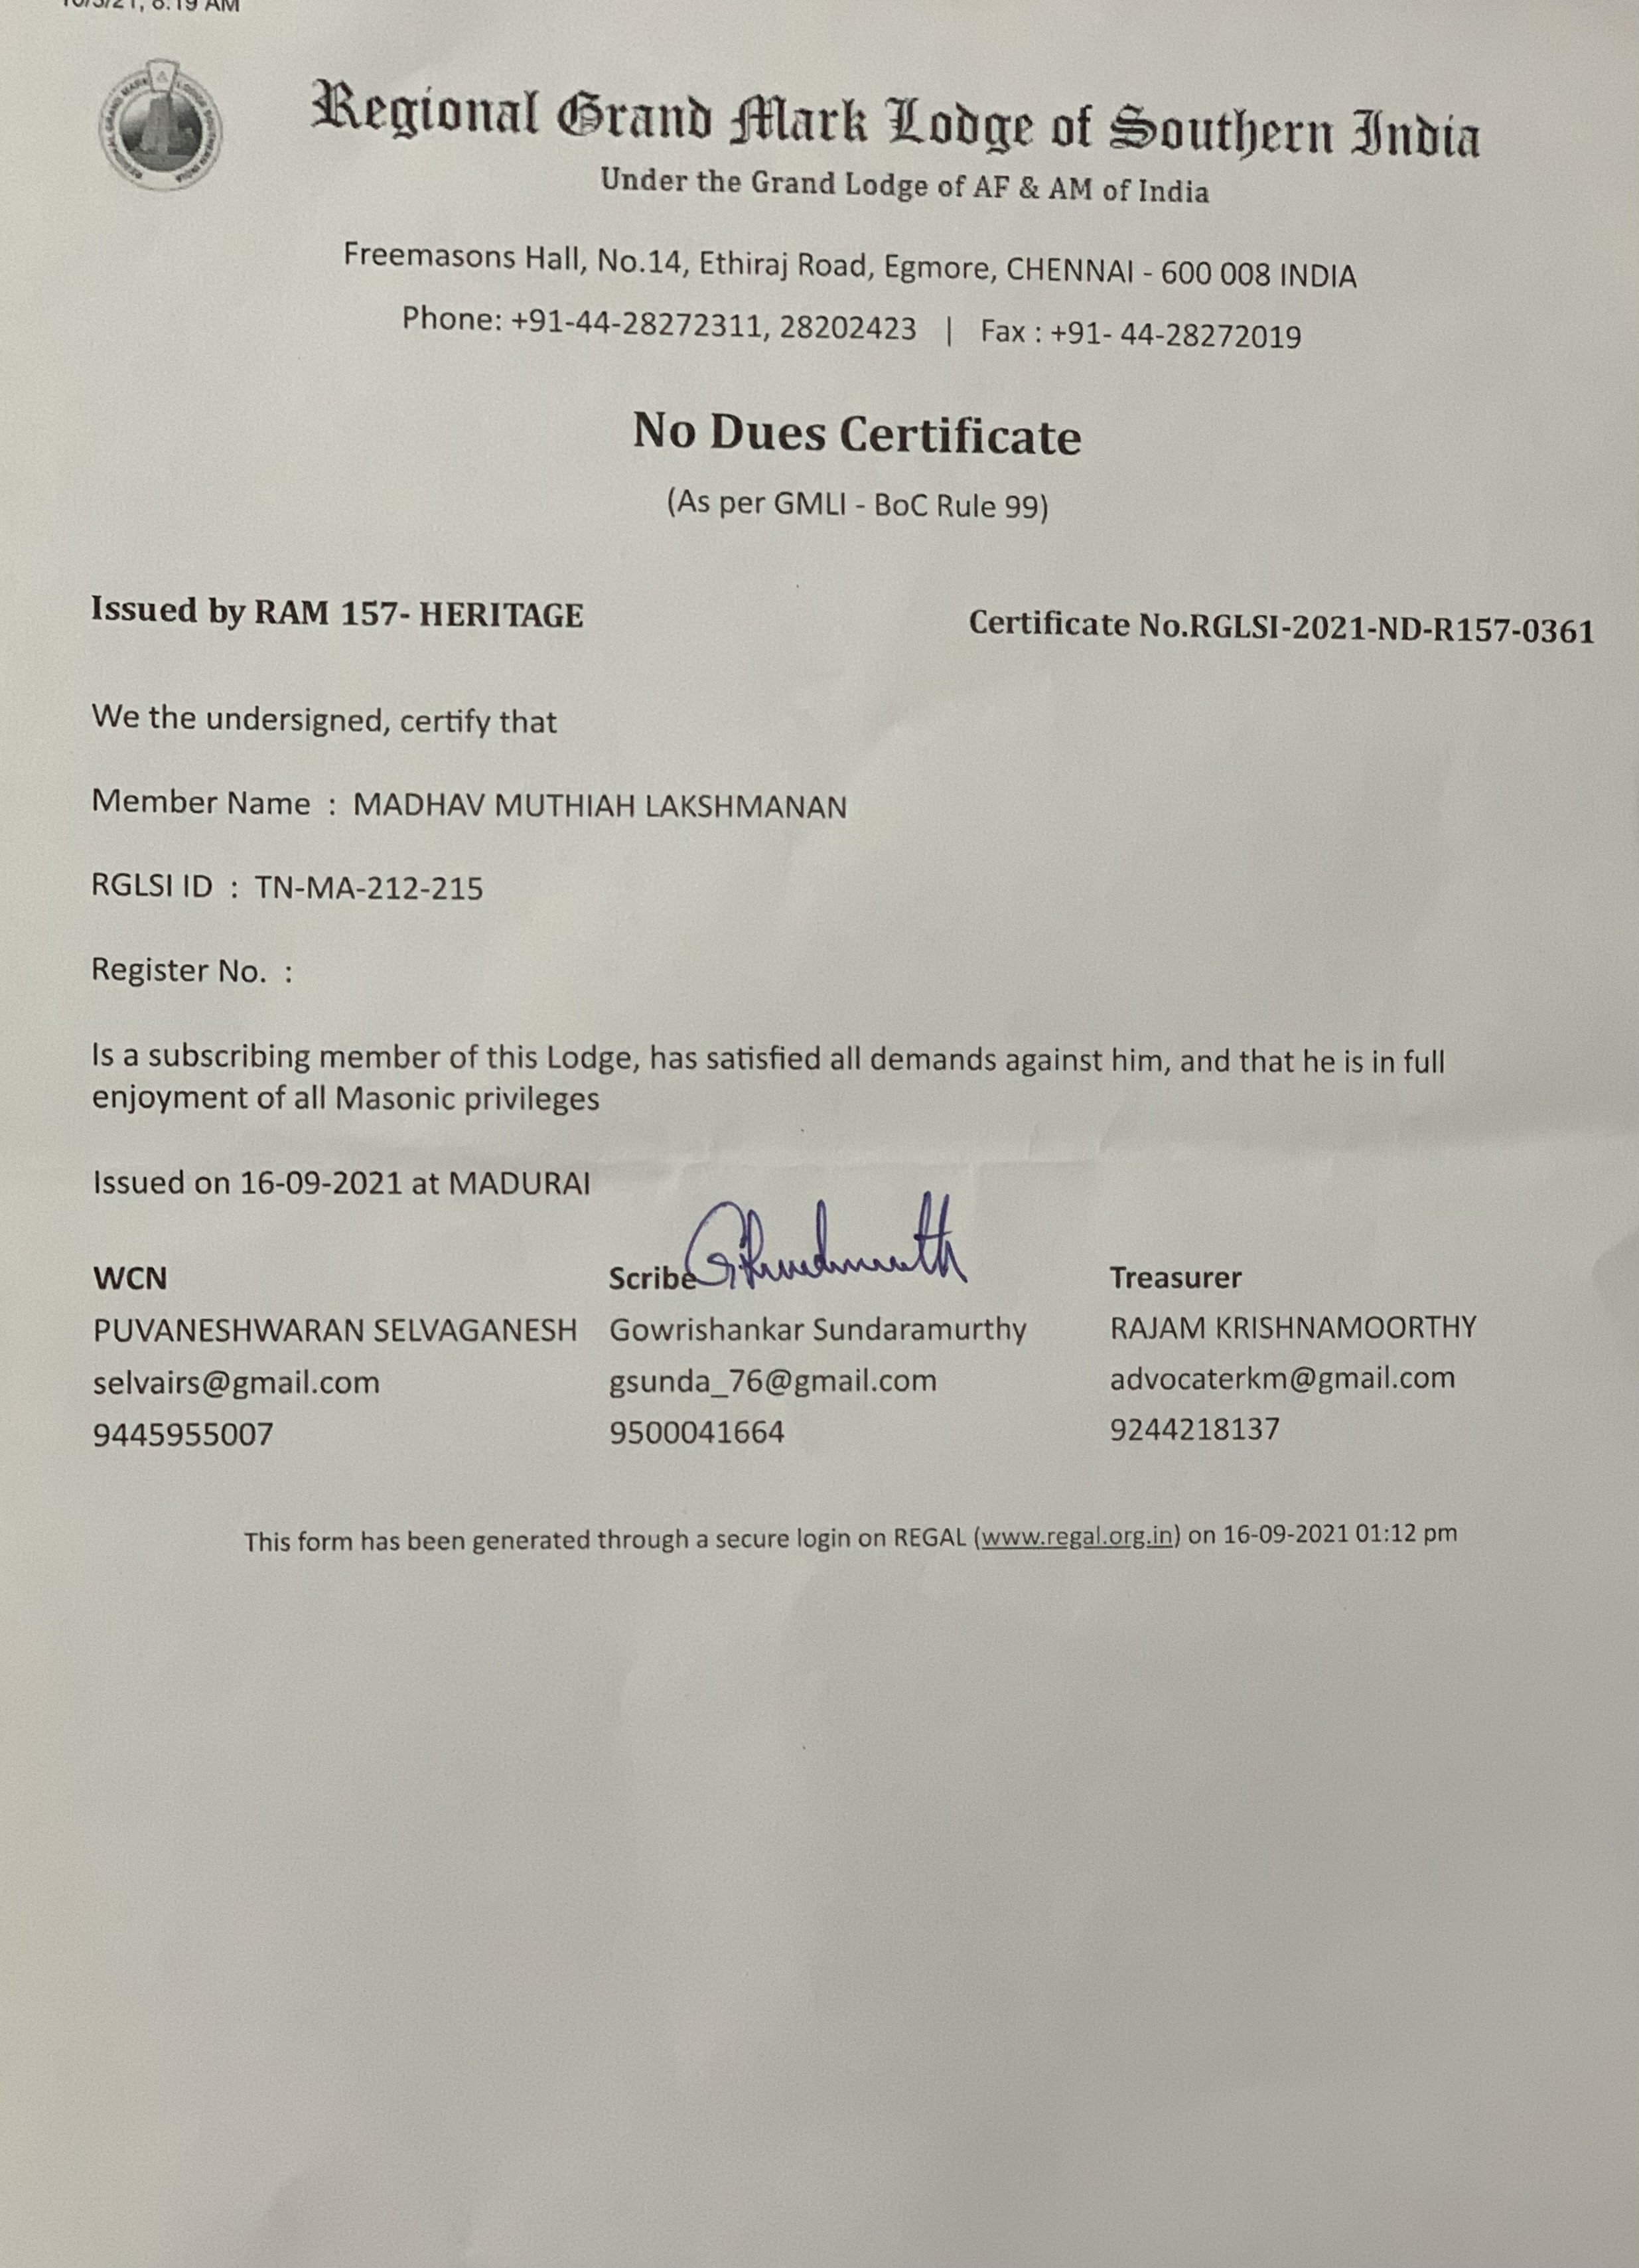 10/3/21, 8:19 AM
Regional Grand Mark Lodge of Southern India
Under the Grand Lodge of AF & AM of India
Freemasons Hall, No.14, Ethiraj Road, Egmore, CHENNAI - 600 008 INDIA
Phone: +91-44-28272311, 28202423 | Fax : +91- 44-28272019
No Dues Certificate
(As per GMLI - BoC Rule 99)
Issued by RAM 157- HERITAGE Certificate No.RGLSI-2021-ND-R157-0361
We the undersigned, certify that
Member Name : MADHAV MUTHIAH LAKSHMANAN
RGLSI ID : TN-MA-212-215
Register No. :
Is a subscribing member of this Lodge, has satisfied all demands against him, and that he is in full
enjoyment of all Masonic privileges
Issued on 16-09-2021 at MADURAI
WCN Scribe Treasurer
PUVANESHWARAN SELVAGANESH Gowrishankar Sundaramurthy RAJAM KRISHNAMOORTHY
selvairs@gmail.com gsunda_76@gmail.com advocaterkm@gmail.com
9445955007 9500041664 9244218137
This form has been generated through a secure login on REGAL (www.regal.org.in) on 16-09-2021 01:12 pm